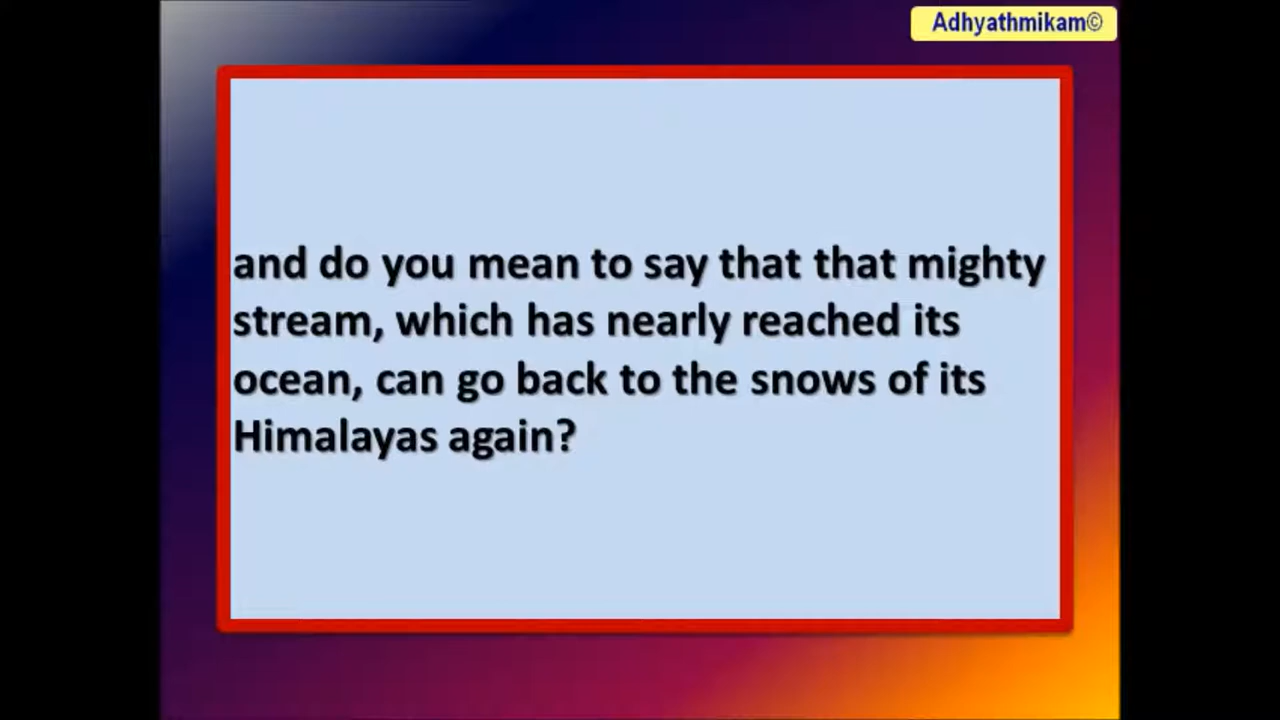 Adhyathmikam©
and do you mean to say that that mighty
stream, which has nearly reached its
ocean, can go back to the snows of its
Himalayas again?